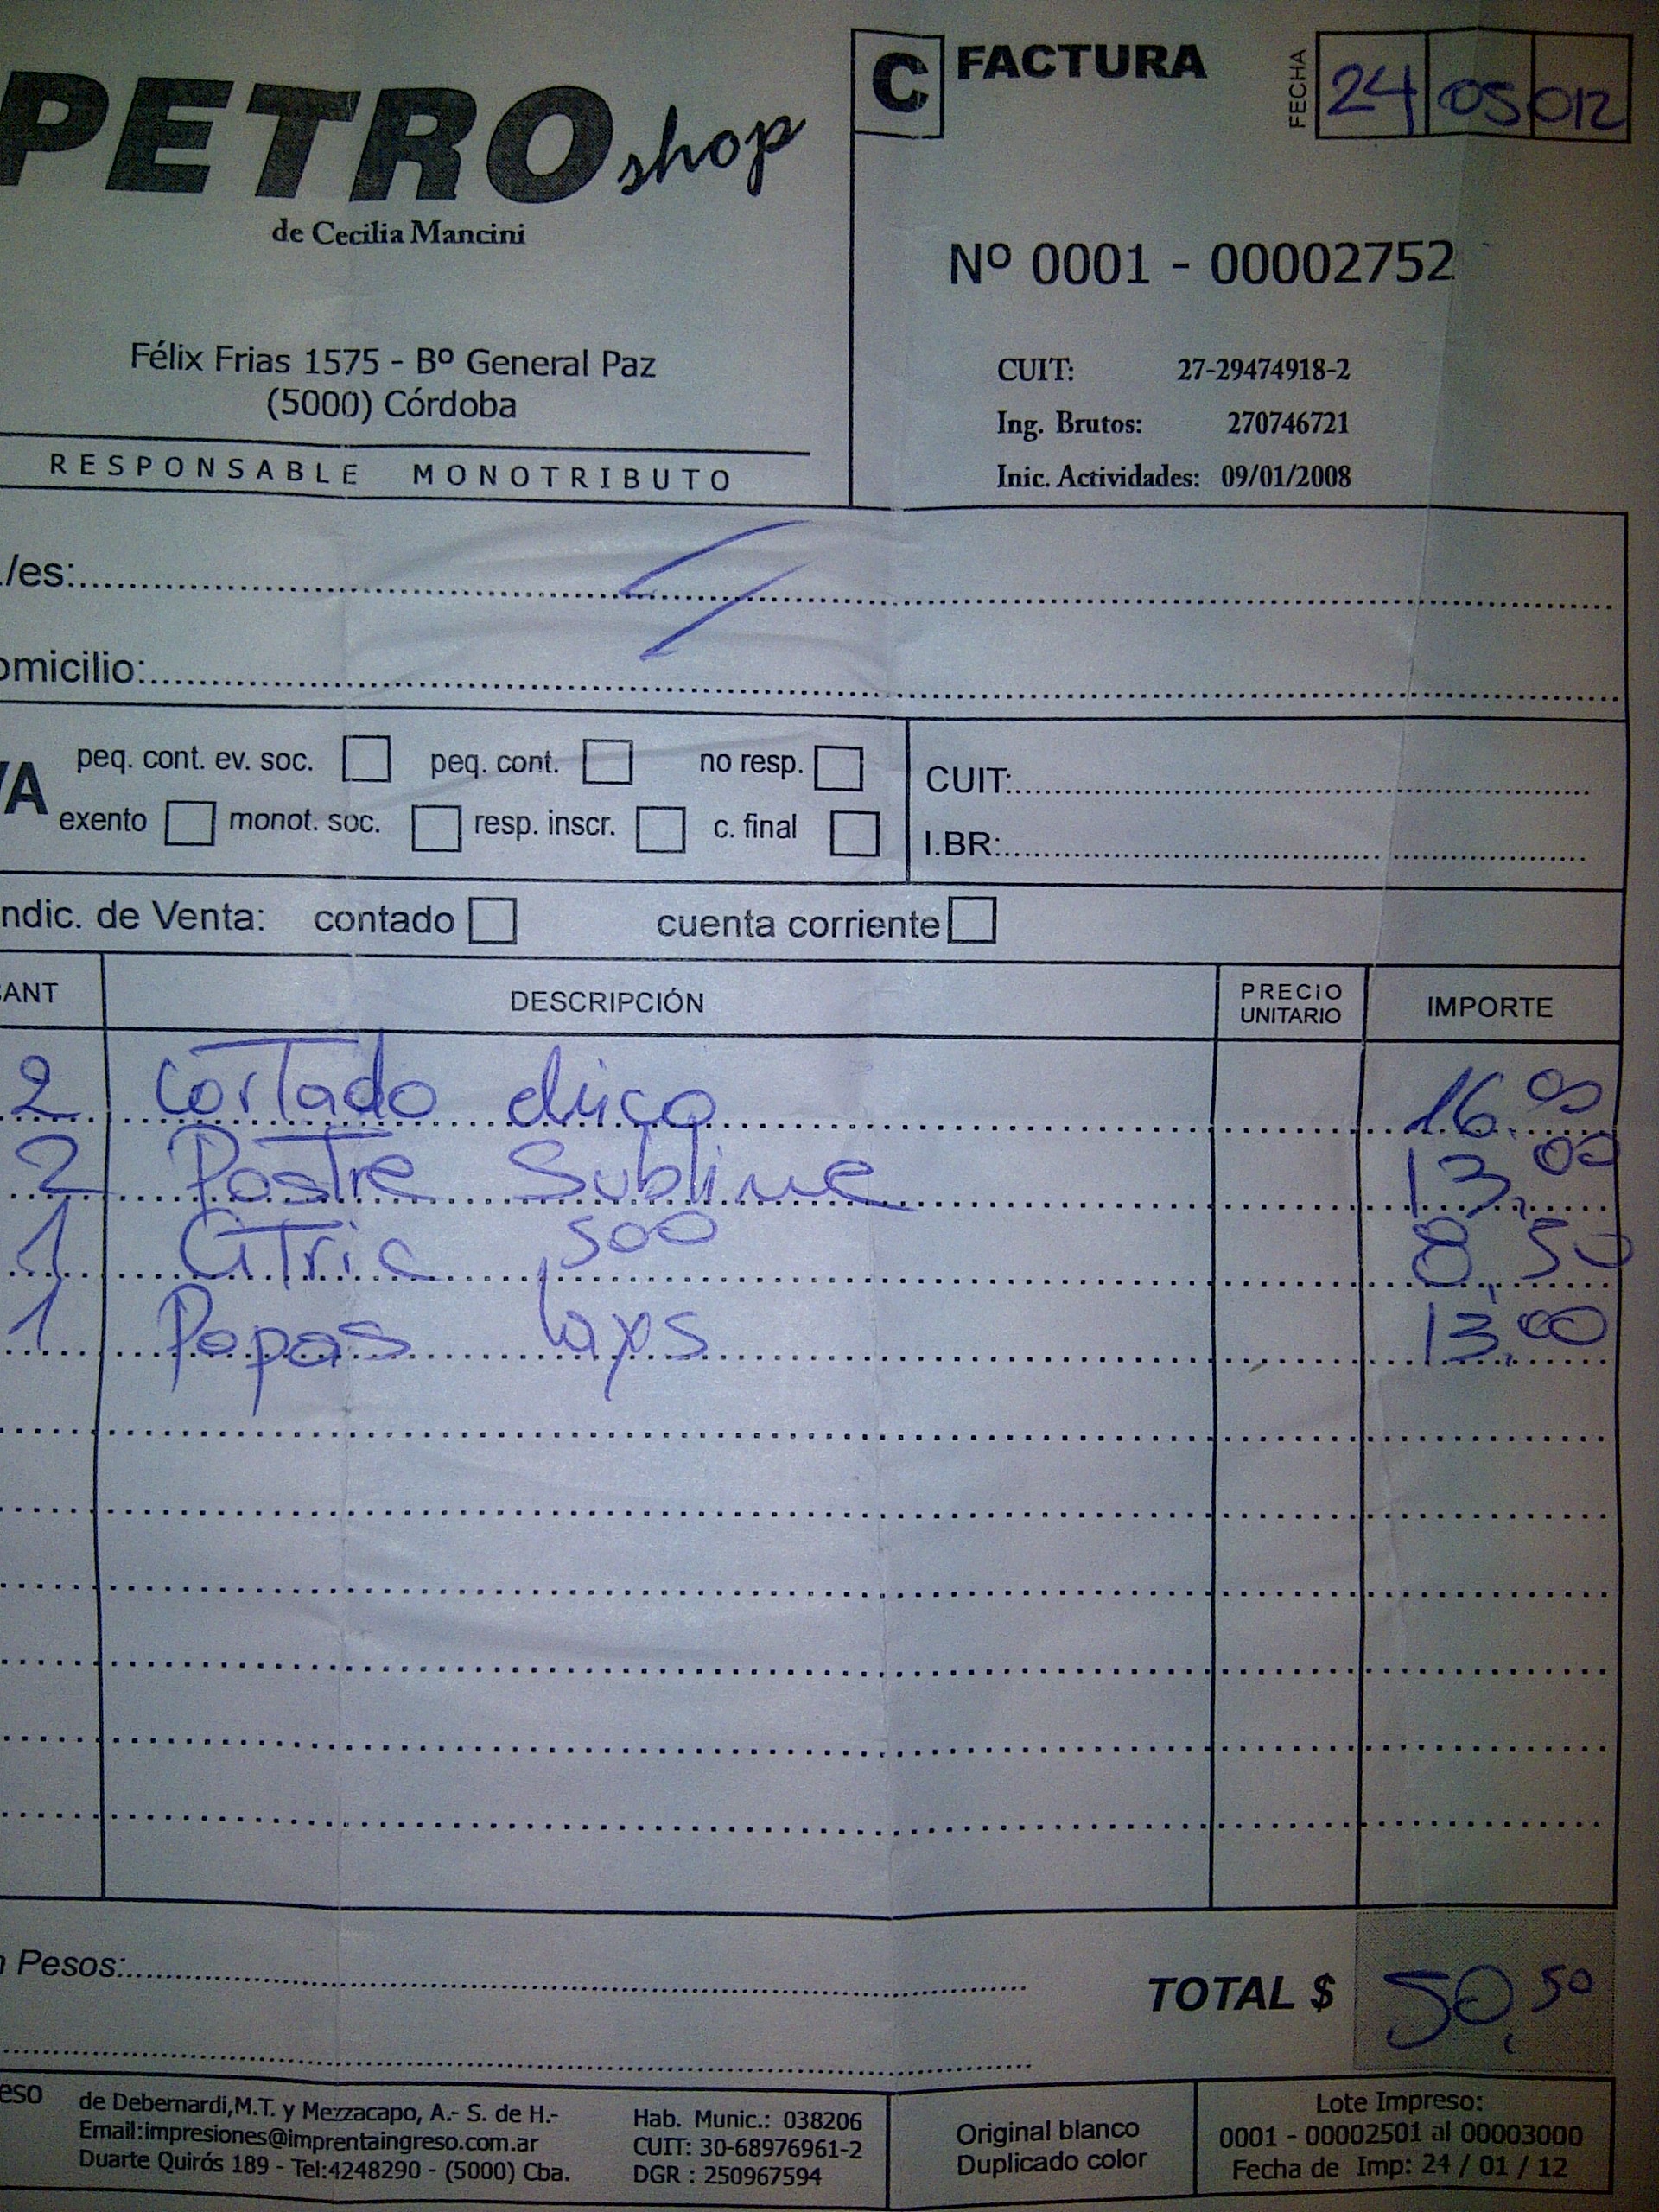 PETRO shop
de Cecilia Mancini
Félix Frias 1575 - Bº General Paz
(5000) Córdoba
RESPONSABLE MONOTRIBUTO
C FACTURA
FECHA 24 05 012
Nº 0001 - 00002752
CUIT: 27-29474918-2
Ing. Brutos: 270746721
Inic. Actividades: 09/01/2008
./es:
omicilio:
VA
peq. cont. ev. soc. peq. cont. no resp.
exento monot. soc. resp. inscr. c. final
CUIT:
I.BR:
ndic. de Venta: contado cuenta corriente
CANT DESCRIPCIÓN PRECIO UNITARIO IMPORTE
2 Cortado chico 16.00
2 Postre Sublime 13,00
1 Citric 500 8,50
1 Papas lays 13,00
n Pesos:
TOTAL $ 50,50
eso
de Debernardi,M.T. y Mezzacapo, A.- S. de H.-
Email:impresiones@imprentaingreso.com.ar
Duarte Quirós 189 - Tel:4248290 - (5000) Cba.
Hab. Munic.: 038206
CUIT: 30-68976961-2
DGR : 250967594
Original blanco
Duplicado color
Lote Impreso:
0001 - 00002501 al 00003000
Fecha de Imp: 24 / 01 / 12